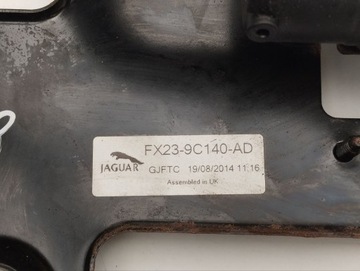 FX23-9C140-AD
JAGUAR
GJFTC 19/08/2014 11:16
Assembled in UK